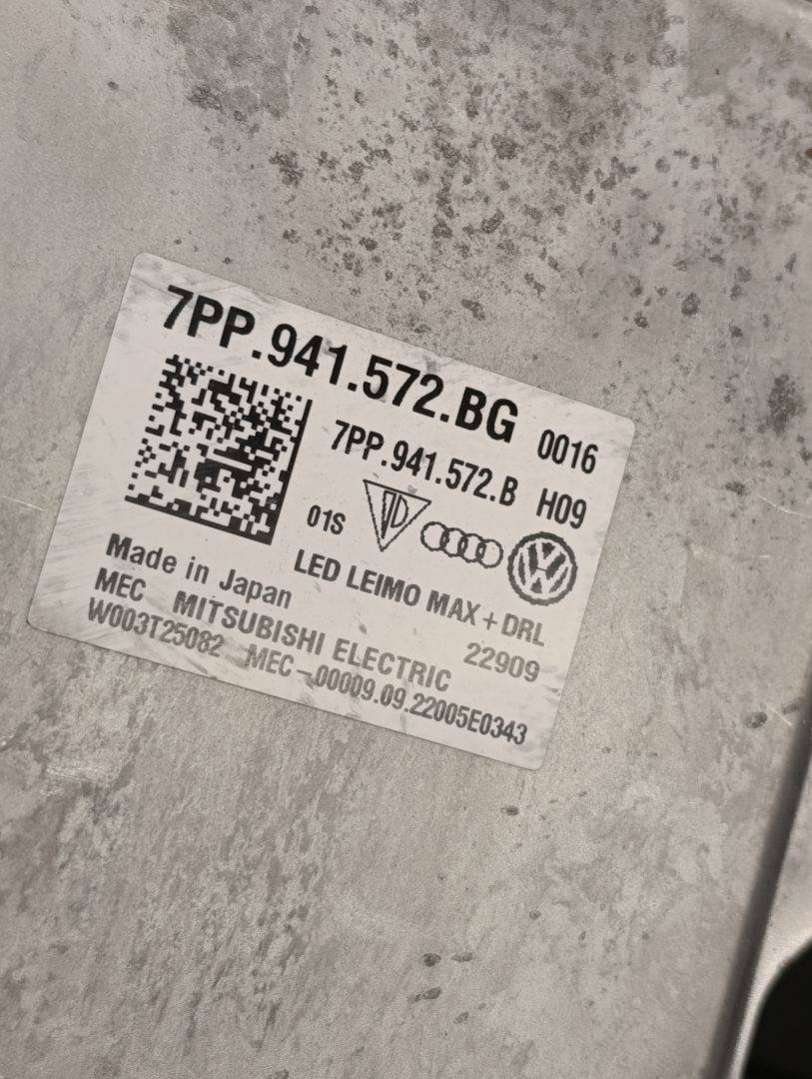 7PP.941.572.BG 0016
7PP.941.572.B H09
01S
LED LEIMO MAX + DRL
Made in Japan 22909
MEC MITSUBISHI ELECTRIC
W003T25082 MEC-00009.09.22005E0343